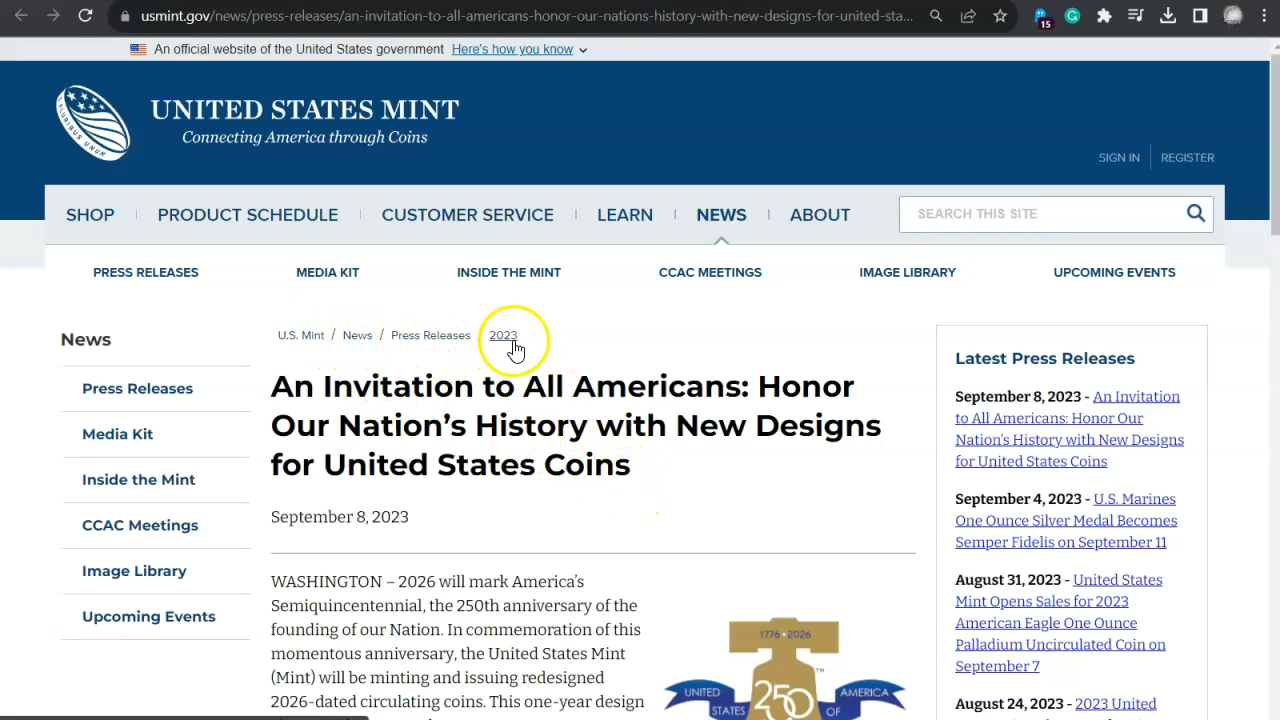 usmint.gov/news/press-releases/an-invitation-to-all-americans-honor-our-nations-history-with-new-designs-for-united-sta...
15
An official website of the United States government Here's how you know
PLURIBUS UNUM
UNITED STATES MINT
Connecting America through Coins
SIGN IN REGISTER
SHOP PRODUCT SCHEDULE CUSTOMER SERVICE LEARN NEWS ABOUT SEARCH THIS SITE
PRESS RELEASES MEDIA KIT INSIDE THE MINT CCAC MEETINGS IMAGE LIBRARY UPCOMING EVENTS
News
Press Releases
Media Kit
Inside the Mint
CCAC Meetings
Image Library
Upcoming Events
U.S. Mint / News / Press Releases 2023
An Invitation to All Americans: Honor
Our Nation's History with New Designs
for United States Coins
September 8, 2023
WASHINGTON – 2026 will mark America's
Semiquincentennial, the 250th anniversary of the
founding of our Nation. In commemoration of this
momentous anniversary, the United States Mint
(Mint) will be minting and issuing redesigned
2026-dated circulating coins. This one-year design
1776 • 2026
™
UNITED
STATES
250
AMERICA
OF
Latest Press Releases
September 8, 2023 - An Invitation
to All Americans: Honor Our
Nation's History with New Designs
for United States Coins
September 4, 2023 - U.S. Marines
One Ounce Silver Medal Becomes
Semper Fidelis on September 11
August 31, 2023 - United States
Mint Opens Sales for 2023
American Eagle One Ounce
Palladium Uncirculated Coin on
September 7
August 24, 2023 - 2023 United